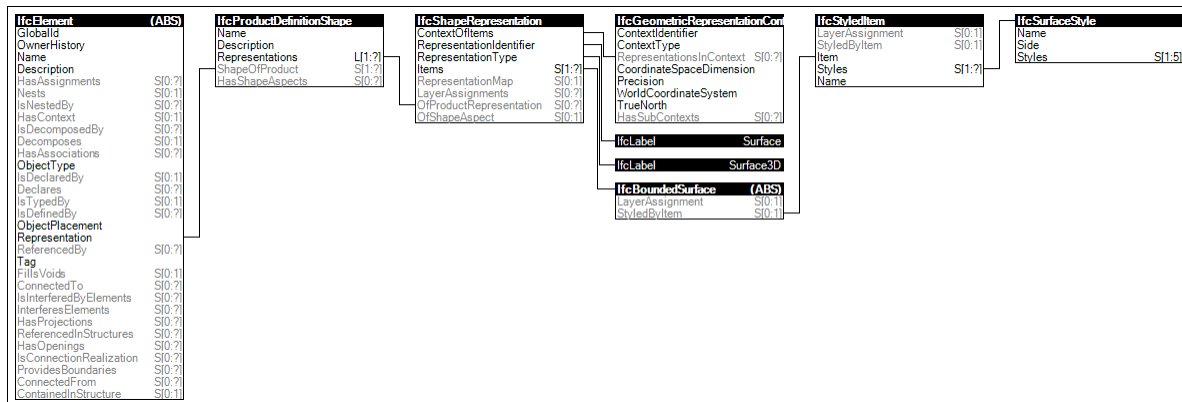 IfcElement (ABS)
GlobalId
OwnerHistory
Name
Description
HasAssignments S[0:?]
Nests S[0:1]
IsNestedBy S[0:?]
HasContext S[0:1]
IsDecomposedBy S[0:?]
Decomposes S[0:1]
HasAssociations S[0:?]
ObjectType
IsDeclaredBy S[0:1]
Declares S[0:?]
IsTypedBy S[0:1]
IsDefinedBy S[0:?]
ObjectPlacement
Representation
ReferencedBy S[0:?]
Tag
FillsVoids S[0:1]
ConnectedTo S[0:?]
IsInterferedByElements S[0:?]
InterferesElements S[0:?]
HasProjections S[0:?]
ReferencedInStructures S[0:?]
HasOpenings S[0:?]
IsConnectionRealization S[0:?]
ProvidesBoundaries S[0:?]
ConnectedFrom S[0:?]
ContainedInStructure S[0:1]
IfcProductDefinitionShape
Name
Description
Representations L[1:?]
ShapeOfProduct S[1:?]
HasShapeAspects S[0:?]
IfcShapeRepresentation
ContextOfItems
RepresentationIdentifier
RepresentationType
Items S[1:?]
RepresentationMap S[0:1]
LayerAssignments S[0:?]
OfProductRepresentation S[0:?]
OfShapeAspect S[0:1]
IfcGeometricRepresentationCont
ContextIdentifier
ContextType
RepresentationsInContext S[0:?]
CoordinateSpaceDimension
Precision
WorldCoordinateSystem
TrueNorth
HasSubContexts S[0:?]
IfcLabel Surface
IfcLabel Surface3D
IfcBoundedSurface (ABS)
LayerAssignment S[0:1]
StyledByItem S[0:1]
IfcStyledItem
LayerAssignment S[0:1]
StyledByItem S[0:1]
Item
Styles S[1:?]
Name
IfcSurfaceStyle
Name
Side
Styles S[1:5]